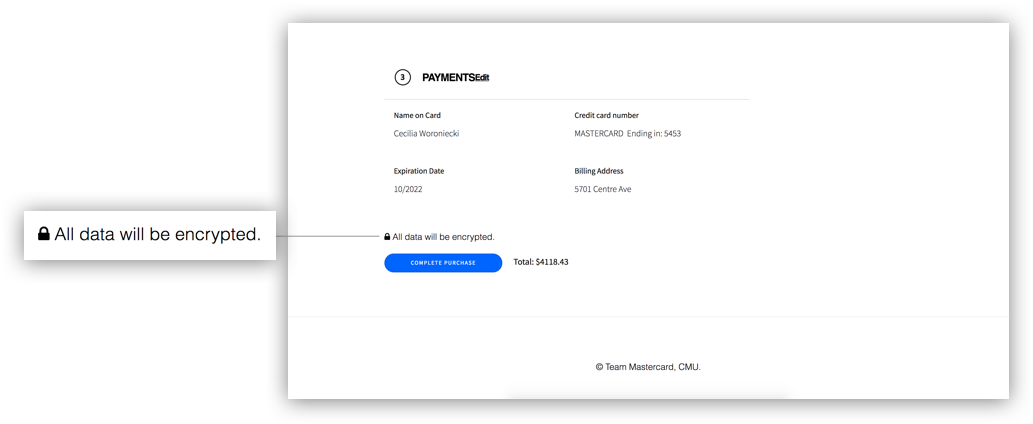 3 PAYMENTSEdit
Name on Card
Credit card number
Cecilia Woroniecki
MASTERCARD Ending in: 5453
Expiration Date
Billing Address
10/2022
5701 Centre Ave
All data will be encrypted.
All data will be encrypted.
COMPLETE PURCHASE
Total: $4118.43
© Team Mastercard, CMU.